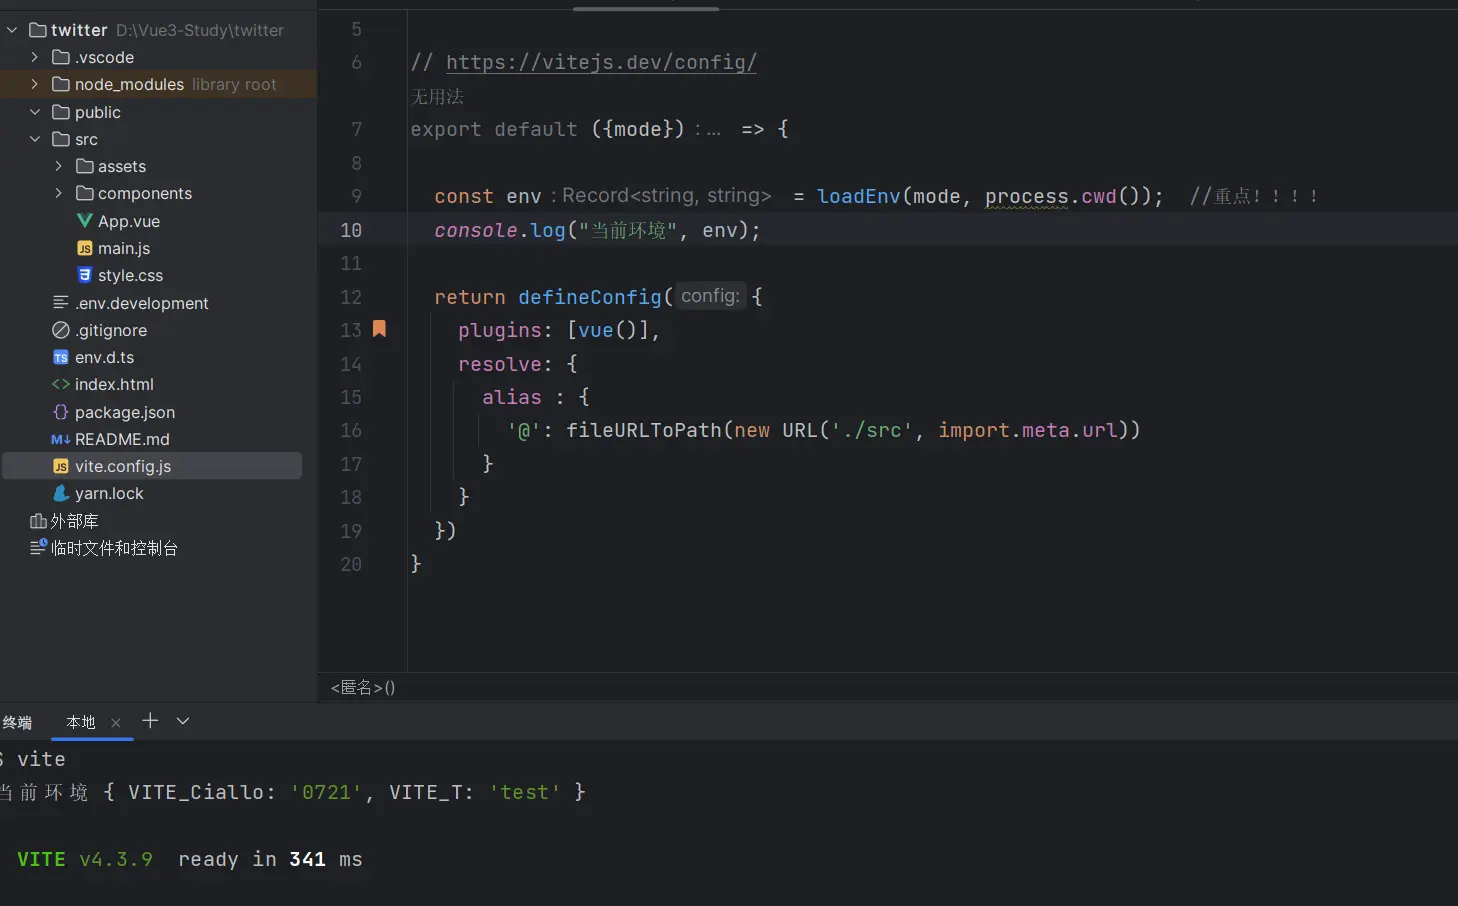 twitter D:\Vue3-Study\twitter
.vscode
node_modules library root
public
src
assets
components
App.vue
JS main.js
style.css
.env.development
.gitignore
TS env.d.ts
<> index.html
{} package.json
M↓ README.md
JS vite.config.js
yarn.lock
外部库
临时文件和控制台
5
6 // https://vitejs.dev/config/
无用法
7 export default ({mode}) : ... => {
8
9 const env : Record<string, string> = loadEnv(mode, process.cwd()); //重点！！！！
10 console.log("当前环境", env);
11
12 return defineConfig( config: {
13 plugins: [vue()],
14 resolve: {
15 alias : {
16 '@': fileURLToPath(new URL('./src', import.meta.url))
17 }
18 }
19 })
20 }
<匿名>()
终端 本地 × +
$ vite
当前环境 { VITE_Ciallo: '0721', VITE_T: 'test' }
VITE v4.3.9 ready in 341 ms